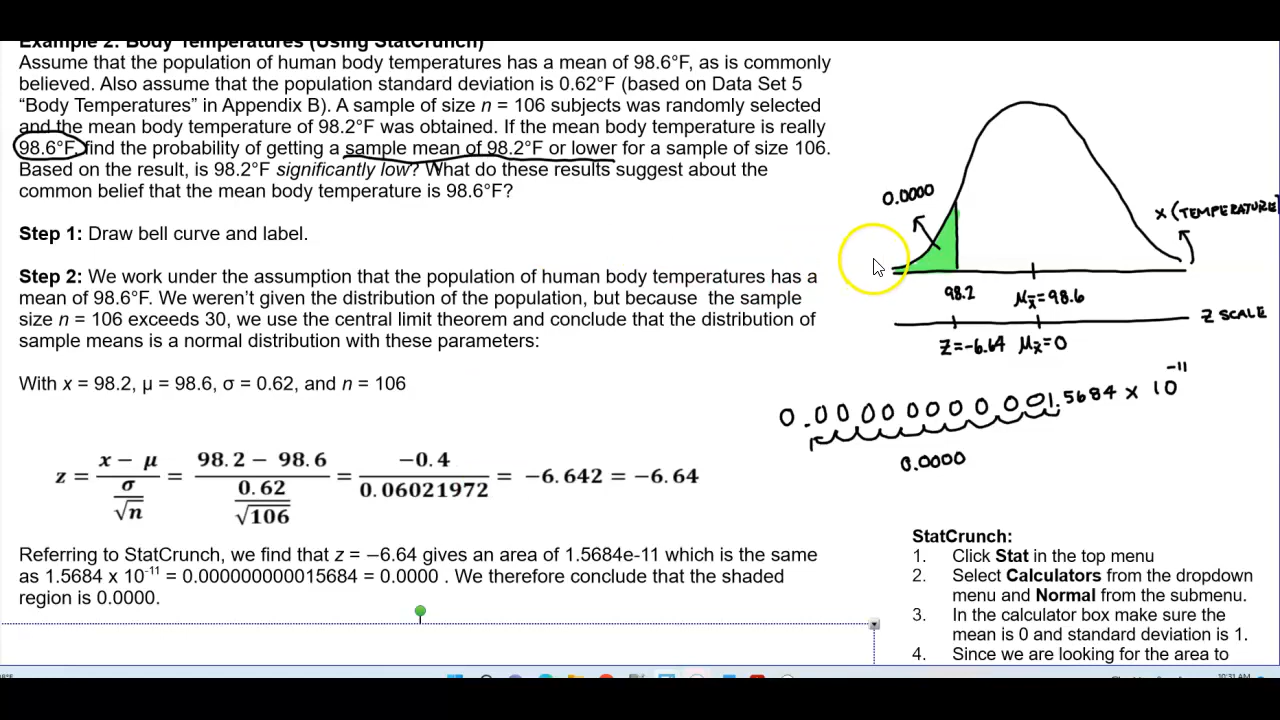 Example 2: Body Temperatures (Using StatCrunch)
Assume that the population of human body temperatures has a mean of 98.6°F, as is commonly
believed. Also assume that the population standard deviation is 0.62°F (based on Data Set 5
“Body Temperatures” in Appendix B). A sample of size n = 106 subjects was randomly selected
and the mean body temperature of 98.2°F was obtained. If the mean body temperature is really
98.6°F, find the probability of getting a sample mean of 98.2°F or lower for a sample of size 106.
Based on the result, is 98.2°F significantly low? What do these results suggest about the
common belief that the mean body temperature is 98.6°F?
Step 1: Draw bell curve and label.
Step 2: We work under the assumption that the population of human body temperatures has a
mean of 98.6°F. We weren’t given the distribution of the population, but because the sample
size n = 106 exceeds 30, we use the central limit theorem and conclude that the distribution of
sample means is a normal distribution with these parameters:
With x = 98.2, µ = 98.6, σ = 0.62, and n = 106
z = (x − µ) / (σ/√n) = (98.2 − 98.6) / (0.62/√106) = −0.4 / 0.06021972 = −6.642 = −6.64
Referring to StatCrunch, we find that z = −6.64 gives an area of 1.5684e-11 which is the same
as 1.5684 x 10⁻¹¹ = 0.000000000015684 = 0.0000 . We therefore conclude that the shaded
region is 0.0000.
0.0000
X (TEMPERATURE)
98.2
µx̄=98.6
Z SCALE
Z=-6.64 µx̄=0
0.00000000001.5684 x 10⁻¹¹
0.0000
StatCrunch:
1. Click Stat in the top menu
2. Select Calculators from the dropdown
menu and Normal from the submenu.
3. In the calculator box make sure the
mean is 0 and standard deviation is 1.
4. Since we are looking for the area to
10:31 AM